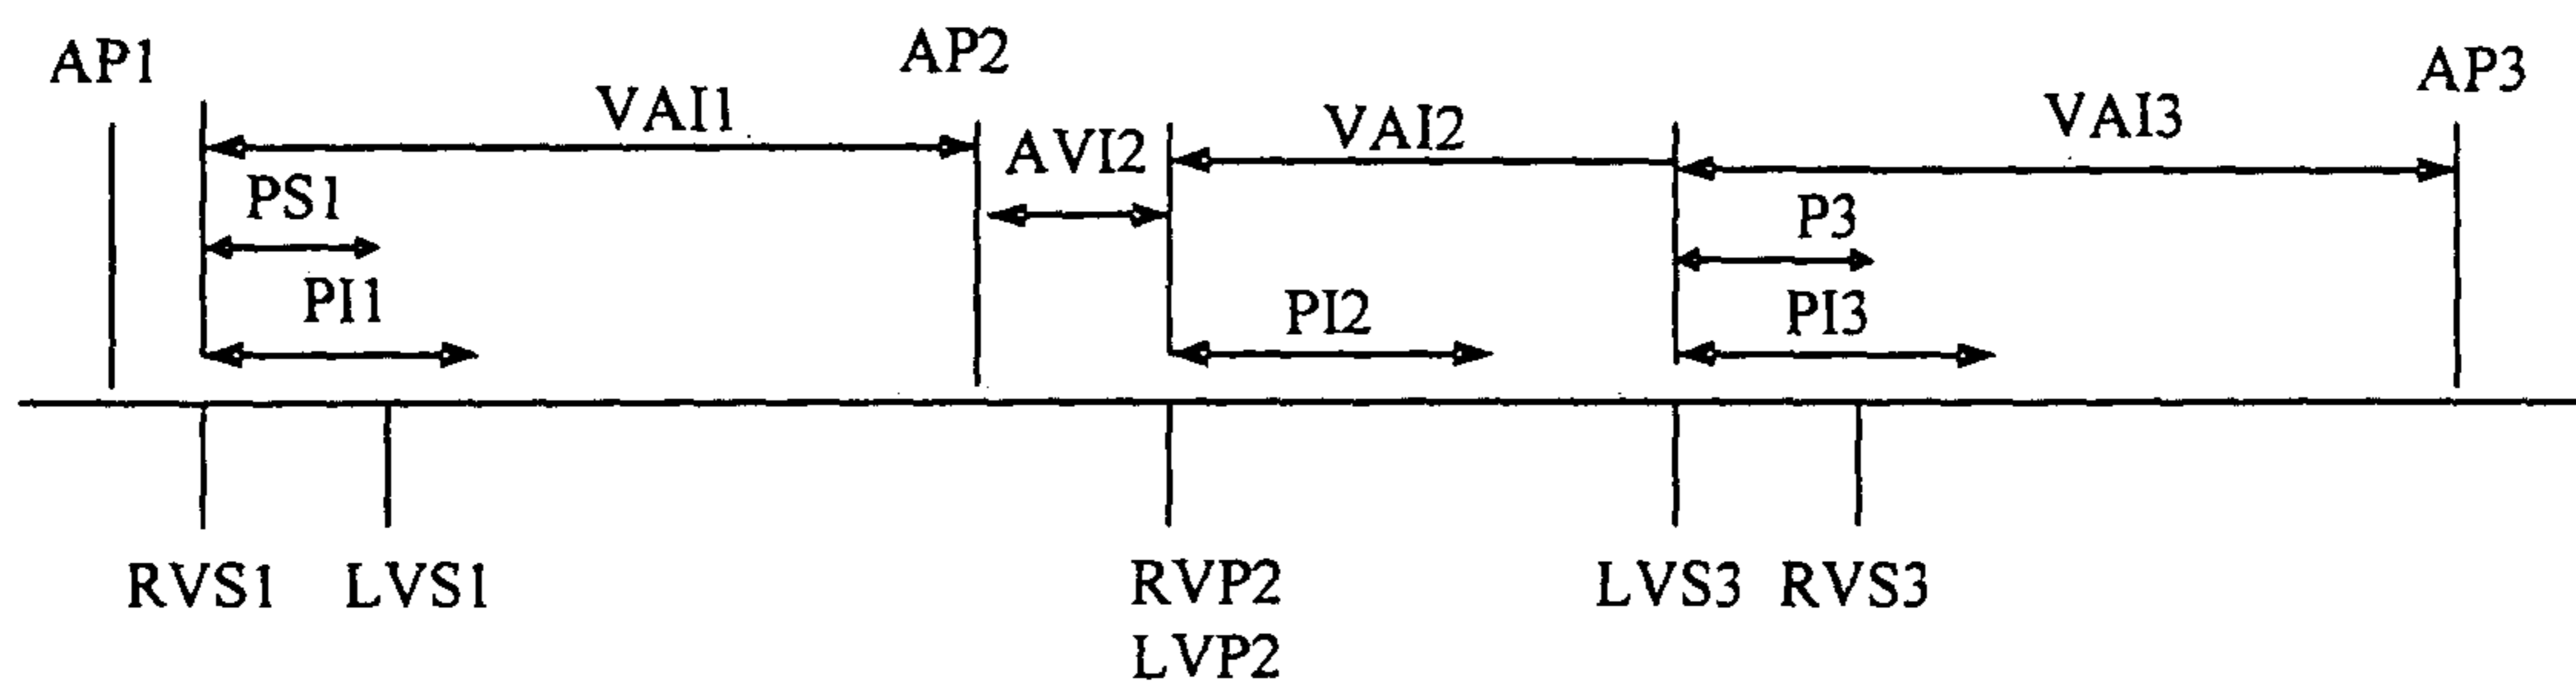 AP1
AP2
AP3
VAI1
AVI2
VAI2
VAI3
PS1
P3
PI1
PI2
PI3
RVS1
LVS1
RVP2
LVP2
LVS3
RVS3